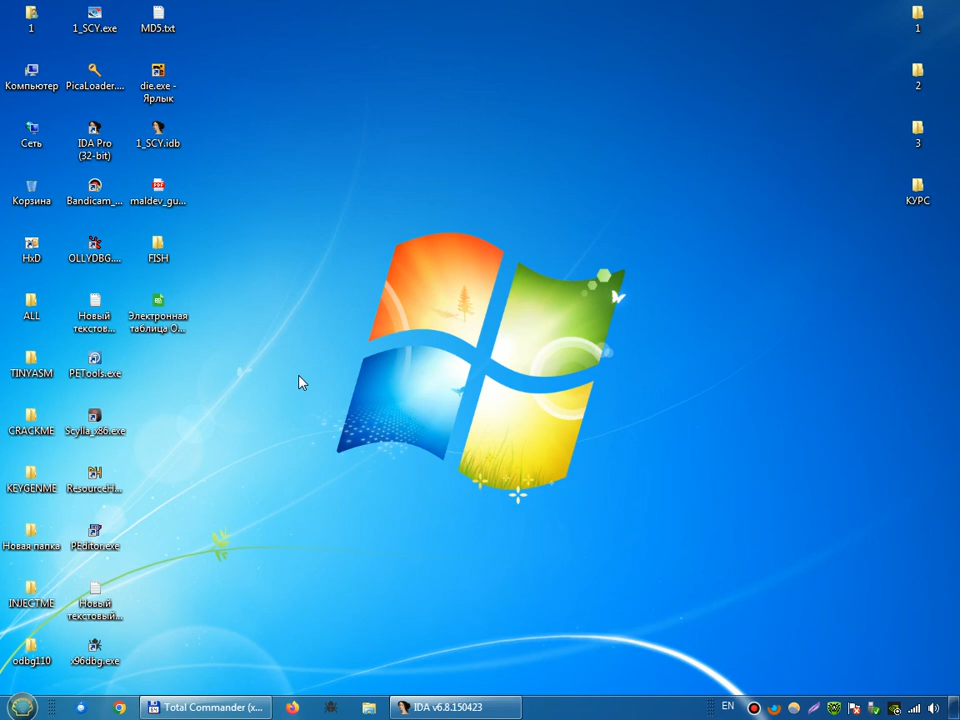 1
1_SCY.exe
MD5.txt
1
Компьютер
PicaLoader....
die.exe -
Ярлык
2
Сеть
IDA Pro
(32-bit)
1_SCY.idb
3
Корзина
Bandicam_...
maldev_gu...
КУРС
HxD
OLLYDBG....
FISH
ALL
Новый
текстов...
Электронная
таблица O...
TINYASM
PETools.exe
CRACKME
Scylla_x86.exe
KEYGENME
ResourceH...
Новая папка
PEditor.exe
INJECTME
Новый
текстовый...
odbg110
x96dbg.exe
Total Commander (x...
IDA v6.8.150423
EN